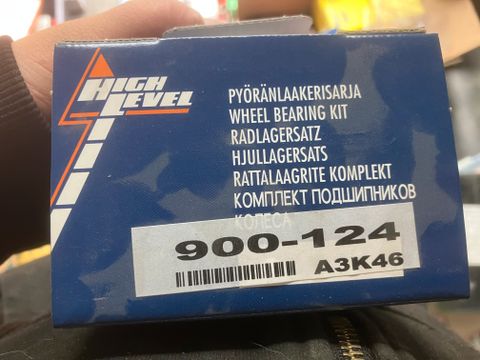 HIGH
LEVEL
PYÖRÄNLAAKERISARJA
WHEEL BEARING KIT
RADLAGERSATZ
HJULLAGERSATS
RATTALAAGRITE KOMPLEKT
КОМПЛЕКТ ПОДШИПНИКОВ
КОЛЕСА
900-124
A3K46